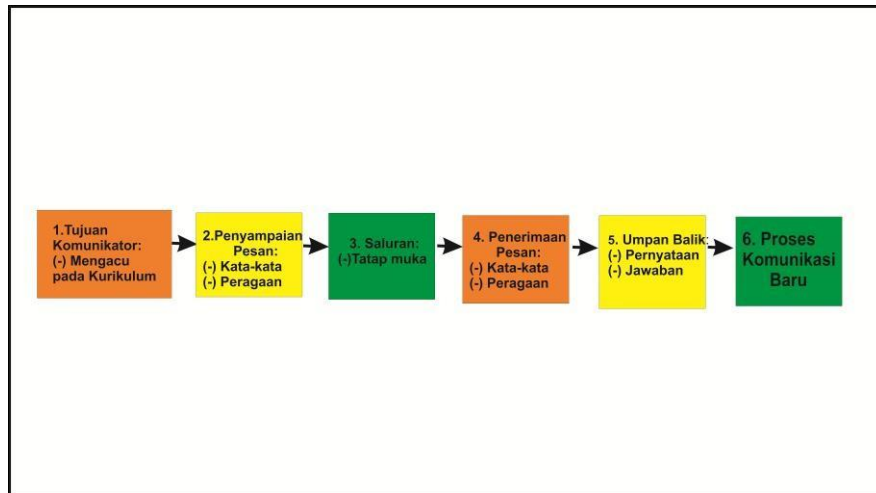 1.Tujuan
Komunikator:
(-) Mengacu
pada Kurikulum
2.Penyampaian
Pesan:
(-) Kata-kata
(-) Peragaan
3. Saluran:
(-)Tatap muka
4. Penerimaan
Pesan:
(-) Kata-kata
(-) Peragaan
5. Umpan Balik:
(-) Pernyataan
(-) Jawaban
6. Proses
Komunikasi
Baru